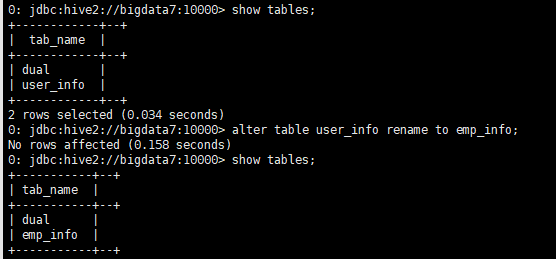 0: jdbc:hive2://bigdata7:10000> show tables;
+------------+--+
|  tab_name  |
+------------+--+
| dual       |
| user_info  |
+------------+--+
2 rows selected (0.034 seconds)
0: jdbc:hive2://bigdata7:10000> alter table user_info rename to emp_info;
No rows affected (0.158 seconds)
0: jdbc:hive2://bigdata7:10000> show tables;
+-----------+--+
| tab_name  |
+-----------+--+
| dual      |
| emp_info  |
+-----------+--+